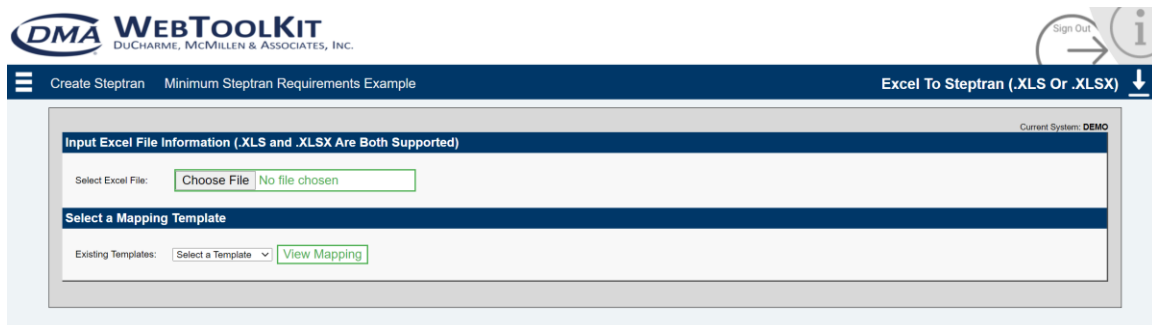 DMA WEBTOOLKIT
DUCHARME, MCMILLEN & ASSOCIATES, INC.
Sign Out
i
Create Steptran Minimum Steptran Requirements Example Excel To Steptran (.XLS Or .XLSX)
Current System: DEMO
Input Excel File Information (.XLS and .XLSX Are Both Supported)
Select Excel File: Choose File No file chosen
Select a Mapping Template
Existing Templates: Select a Template View Mapping